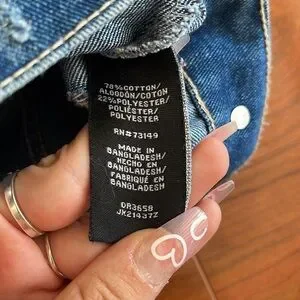 78% COTTON/
ALGODÓN/COTON
22% POLYESTER/
POLIÉSTER/
POLYESTER
RN#73149
MADE IN
BANGLADESH/
HECHO EN
BANGLADESH/
FABRIQUÉ EN
BANGLADESH
DR3658
JX21437Z